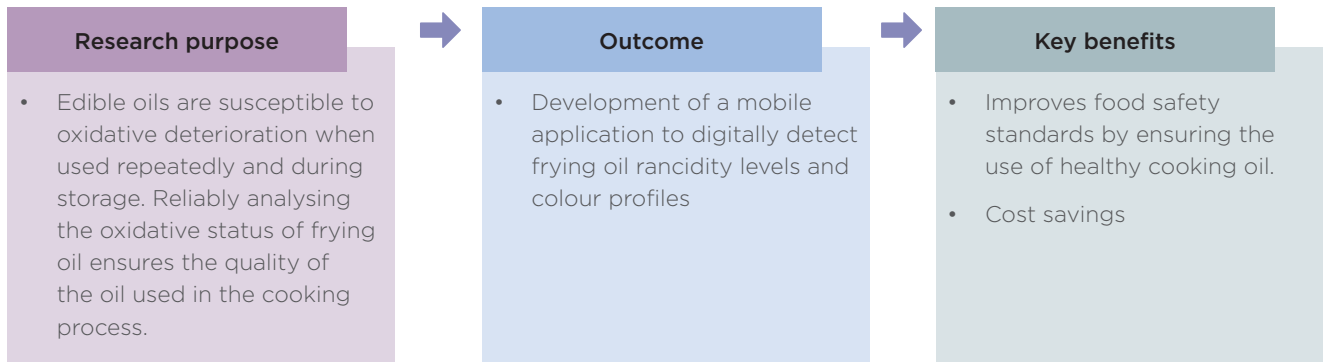 Research purpose
• Edible oils are susceptible to
oxidative deterioration when
used repeatedly and during
storage. Reliably analysing
the oxidative status of frying
oil ensures the quality of
the oil used in the cooking
process.
Outcome
• Development of a mobile
application to digitally detect
frying oil rancidity levels and
colour profiles
Key benefits
• Improves food safety
standards by ensuring the
use of healthy cooking oil.
• Cost savings